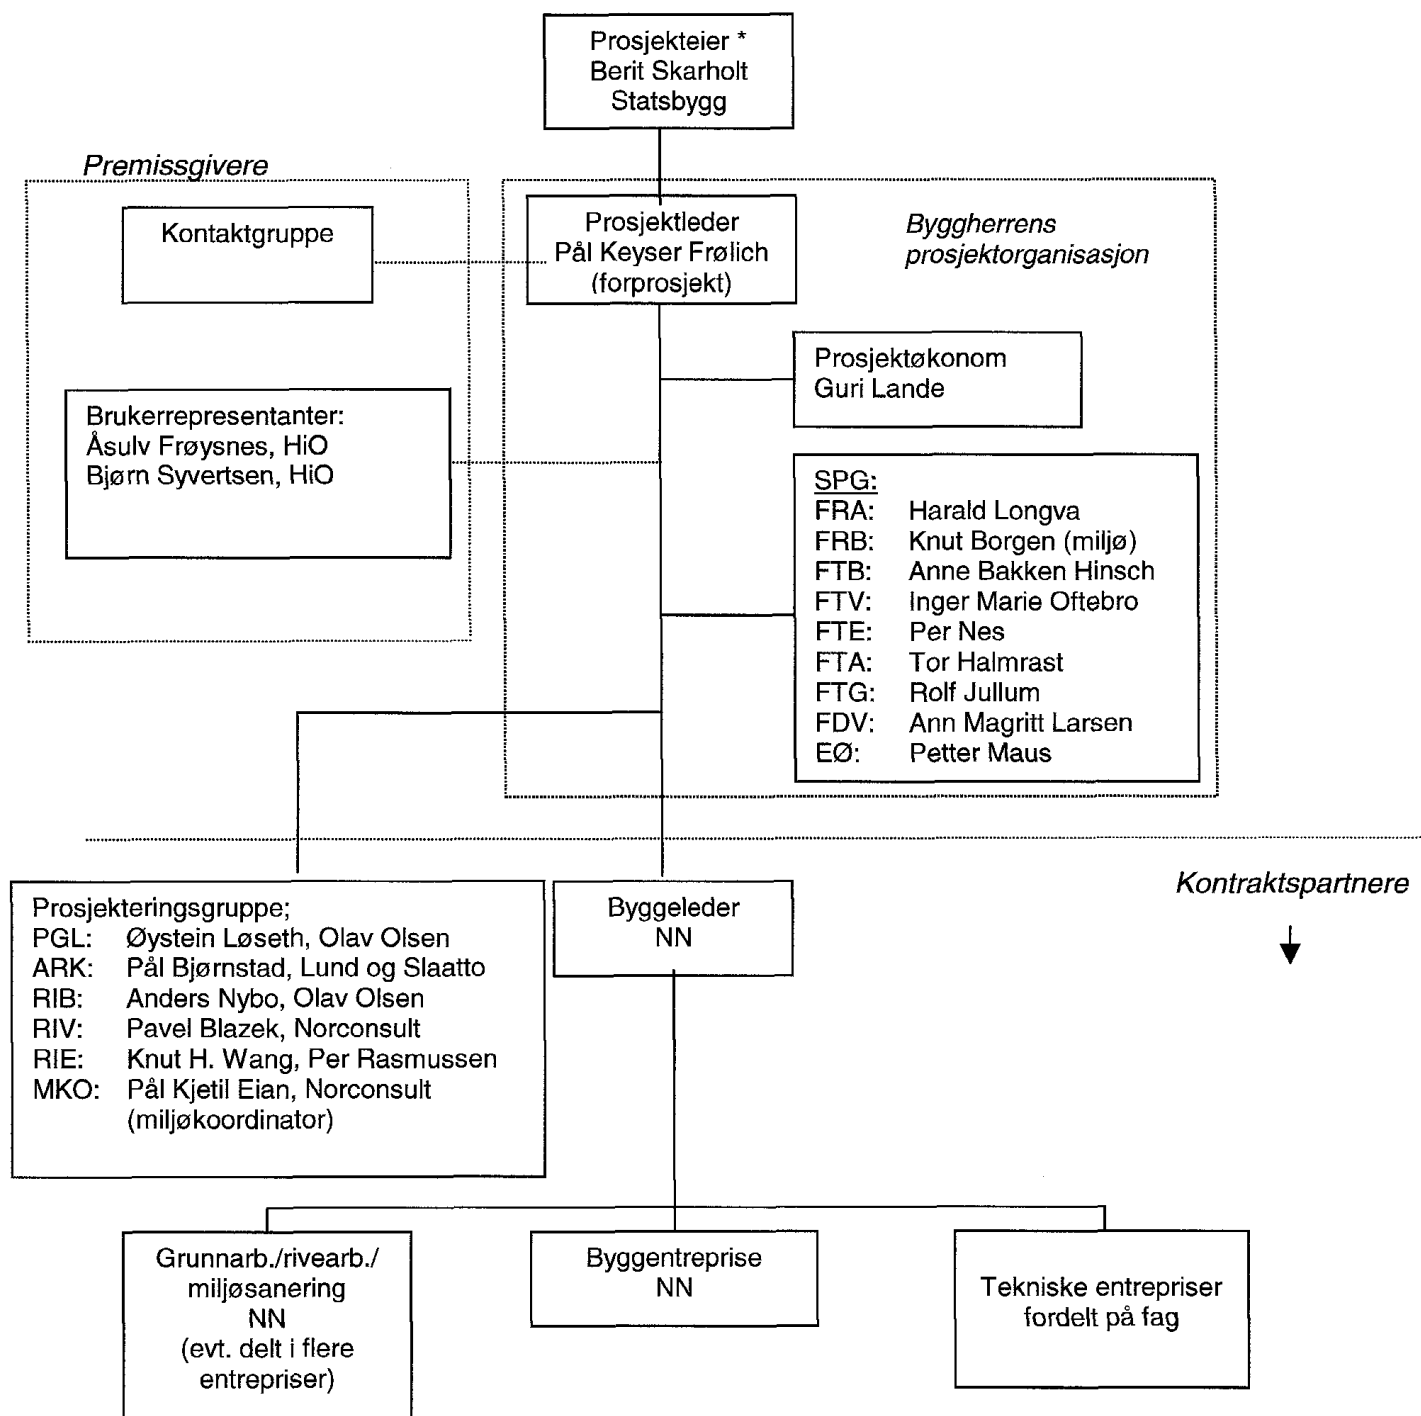 Prosjekteier *
Berit Skarholt
Statsbygg
Premissgivere
Kontaktgruppe
Prosjektleder
Pål Keyser Frølich
(forprosjekt)
Byggherrens
prosjektorganisasjon
Prosjektøkonom
Guri Lande
Brukerrepresentanter:
Åsulv Frøysnes, HiO
Bjørn Syvertsen, HiO
SPG:
FRA: Harald Longva
FRB: Knut Borgen (miljø)
FTB: Anne Bakken Hinsch
FTV: Inger Marie Oftebro
FTE: Per Nes
FTA: Tor Halmrast
FTG: Rolf Jullum
FDV: Ann Magritt Larsen
EØ: Petter Maus
Kontraktspartnere
Prosjekteringsgruppe;
PGL: Øystein Løseth, Olav Olsen
ARK: Pål Bjørnstad, Lund og Slaatto
RIB: Anders Nybo, Olav Olsen
RIV: Pavel Blazek, Norconsult
RIE: Knut H. Wang, Per Rasmussen
MKO: Pål Kjetil Eian, Norconsult
(miljøkoordinator)
Byggeleder
NN
Grunnarb./rivearb./
miljøsanering
NN
(evt. delt i flere
entrepriser)
Byggentreprise
NN
Tekniske entrepriser
fordelt på fag